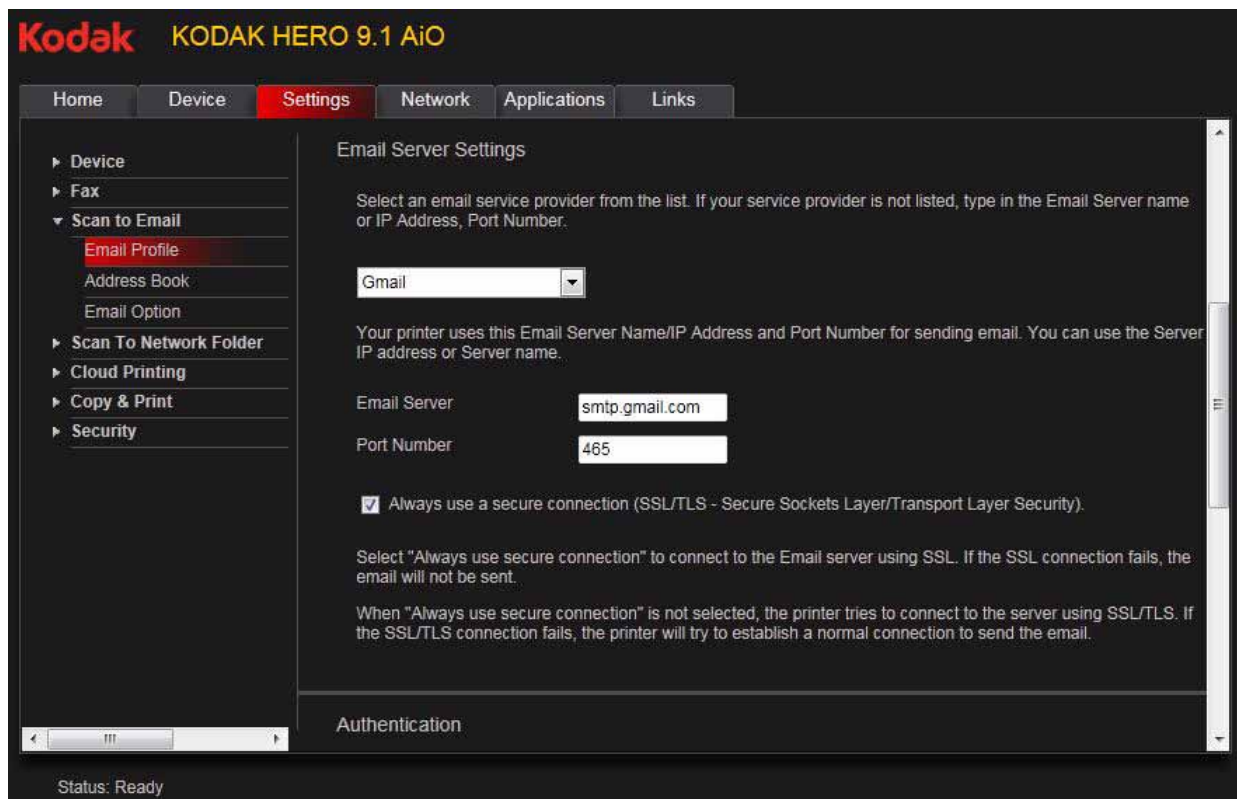 Kodak KODAK HERO 9.1 AiO
Home Device Settings Network Applications Links
Device
Fax
Scan to Email
Email Profile
Address Book
Email Option
Scan To Network Folder
Cloud Printing
Copy & Print
Security
Email Server Settings
Select an email service provider from the list. If your service provider is not listed, type in the Email Server name
or IP Address, Port Number.
Gmail
Your printer uses this Email Server Name/IP Address and Port Number for sending email. You can use the Server
IP address or Server name.
Email Server smtp.gmail.com
Port Number 465
Always use a secure connection (SSL/TLS - Secure Sockets Layer/Transport Layer Security).
Select "Always use secure connection" to connect to the Email server using SSL. If the SSL connection fails, the
email will not be sent.
When "Always use secure connection" is not selected, the printer tries to connect to the server using SSL/TLS. If
the SSL/TLS connection fails, the printer will try to establish a normal connection to send the email.
Authentication
Status: Ready